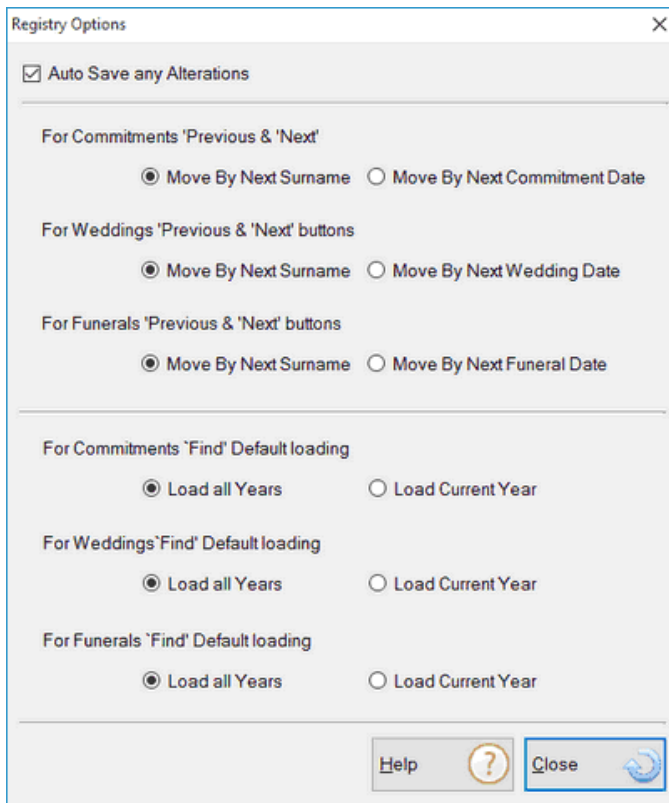 Registry Options
Auto Save any Alterations
For Commitments 'Previous & 'Next'
Move By Next Surname Move By Next Commitment Date
For Weddings 'Previous & 'Next' buttons
Move By Next Surname Move By Next Wedding Date
For Funerals 'Previous & 'Next' buttons
Move By Next Surname Move By Next Funeral Date
For Commitments `Find' Default loading
Load all Years Load Current Year
For Weddings`Find' Default loading
Load all Years Load Current Year
For Funerals `Find' Default loading
Load all Years Load Current Year
Help ? Close